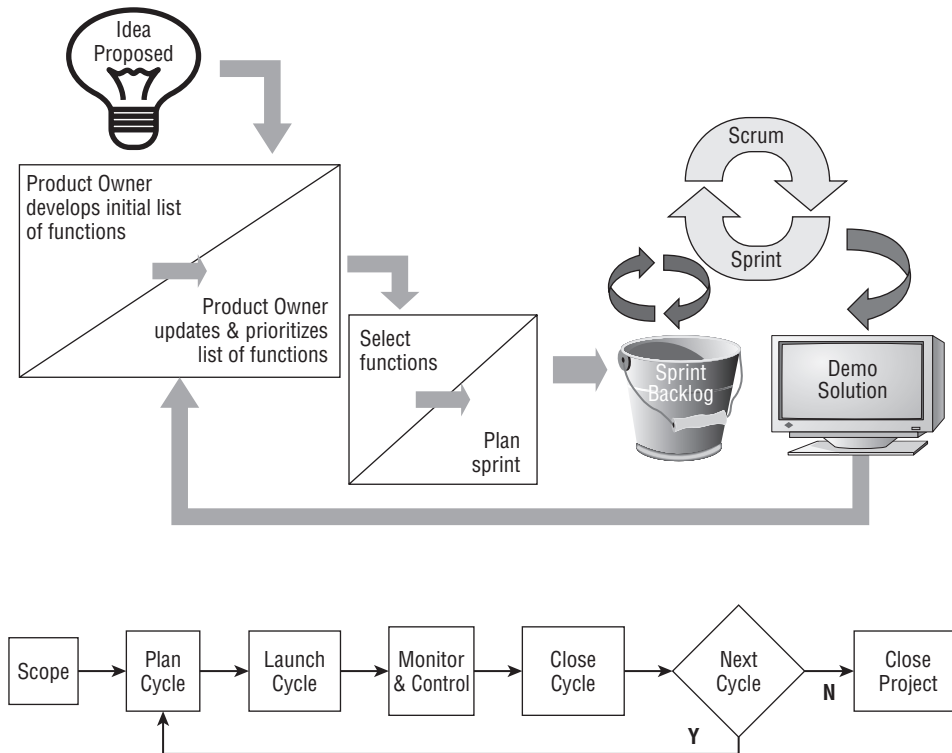 Idea
Proposed
Product Owner
develops initial list
of functions
Product Owner
updates & prioritizes
list of functions
Select
functions
Plan
sprint
Sprint
Backlog
Scrum
Sprint
Demo
Solution
Scope
Plan
Cycle
Launch
Cycle
Monitor
& Control
Close
Cycle
Next
Cycle
N
Close
Project
Y